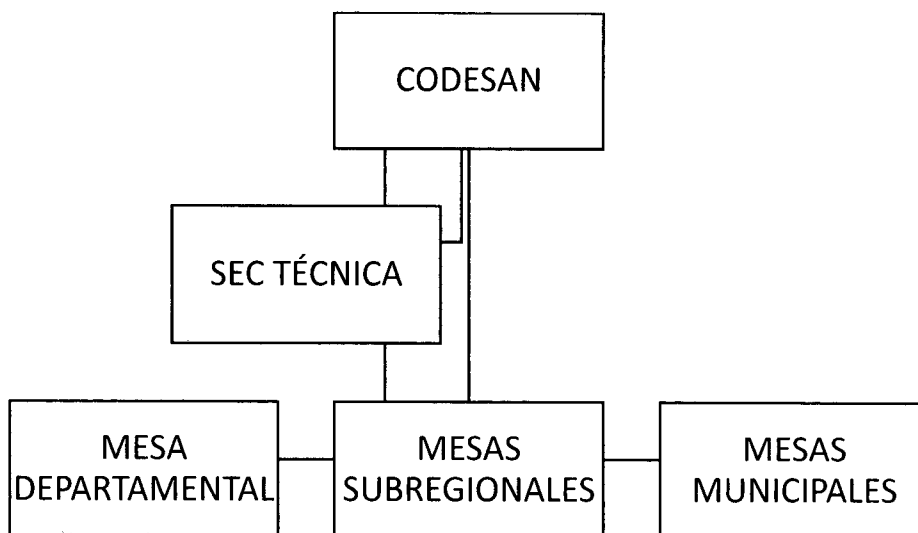 CODESAN
SEC TÉCNICA
MESA
DEPARTAMENTAL
MESAS
SUBREGIONALES
MESAS
MUNICIPALES